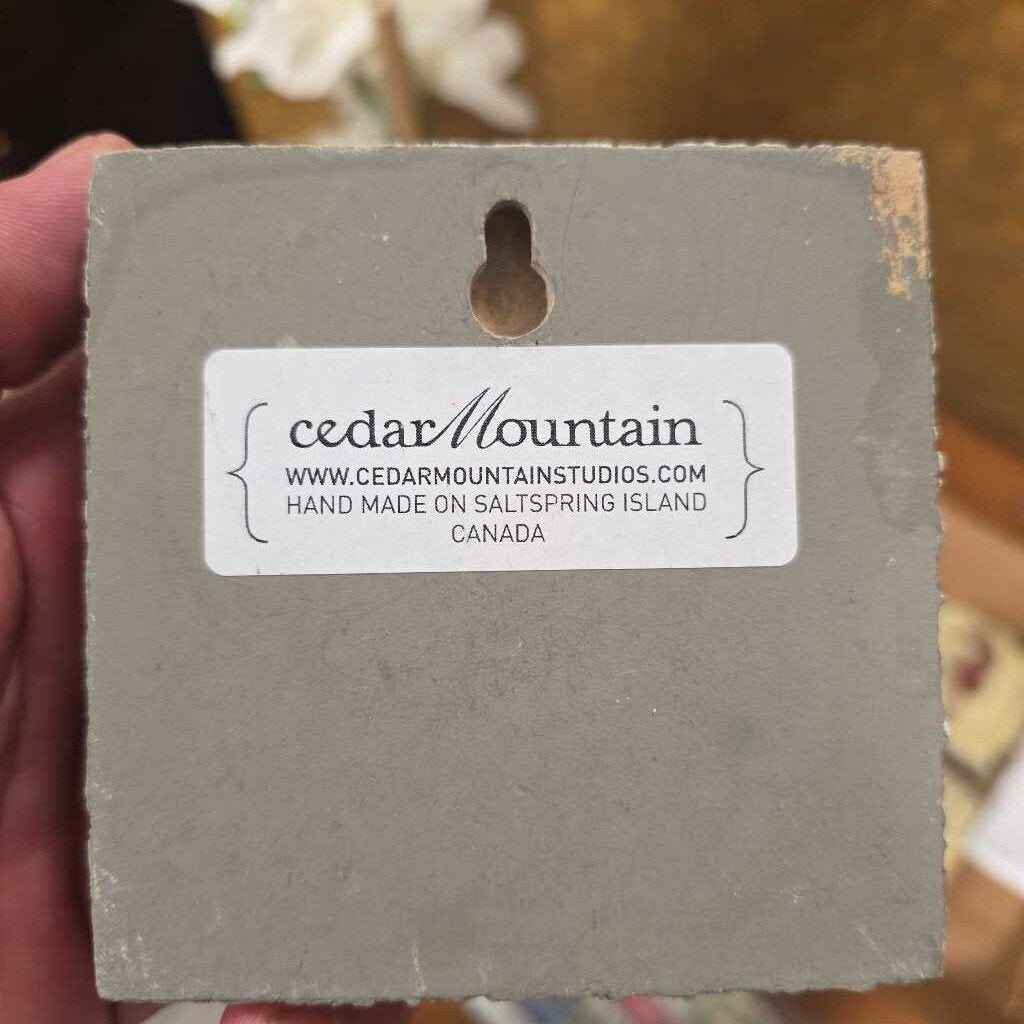 cedarMountain
WWW.CEDARMOUNTAINSTUDIOS.COM
HAND MADE ON SALTSPRING ISLAND
CANADA